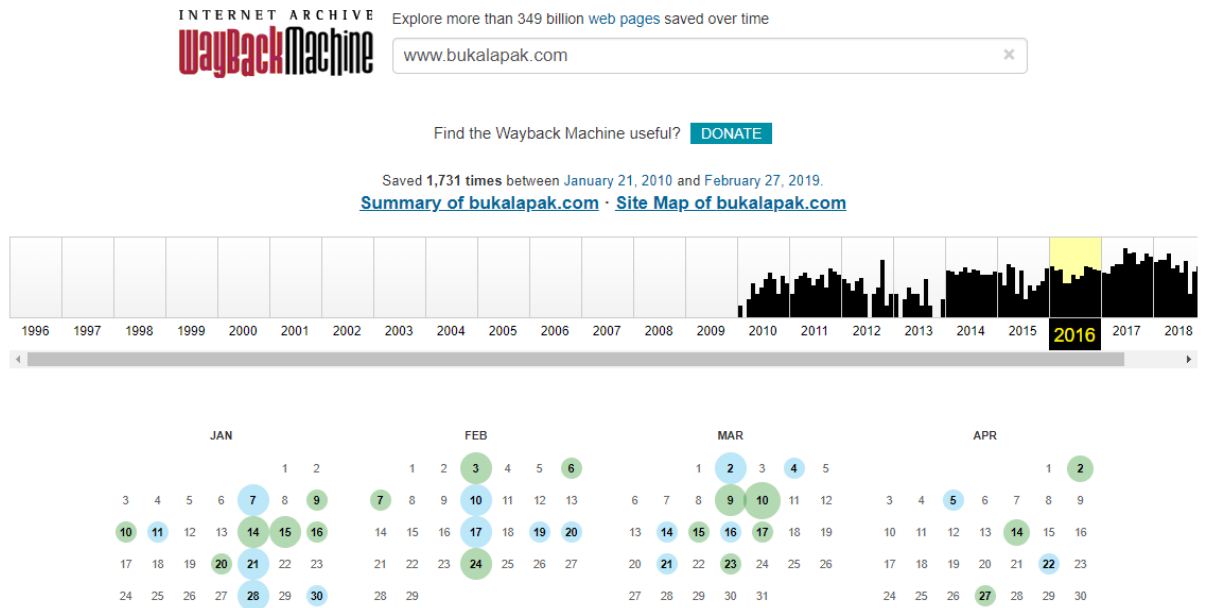 INTERNET ARCHIVE
WayBackMachine
Explore more than 349 billion web pages saved over time
www.bukalapak.com ×
Find the Wayback Machine useful? DONATE
Saved 1,731 times between January 21, 2010 and February 27, 2019.
Summary of bukalapak.com · Site Map of bukalapak.com
1996 1997 1998 1999 2000 2001 2002 2003 2004 2005 2006 2007 2008 2009 2010 2011 2012 2013 2014 2015 2016 2017 2018
JAN FEB MAR APR
1 2 1 2 3 4 5 6 1 2 3 4 5 1 2
3 4 5 6 7 8 9 7 8 9 10 11 12 13 6 7 8 9 10 11 12 3 4 5 6 7 8 9
10 11 12 13 14 15 16 14 15 16 17 18 19 20 13 14 15 16 17 18 19 10 11 12 13 14 15 16
17 18 19 20 21 22 23 21 22 23 24 25 26 27 20 21 22 23 24 25 26 17 18 19 20 21 22 23
24 25 26 27 28 29 30 28 29 27 28 29 30 31 24 25 26 27 28 29 30